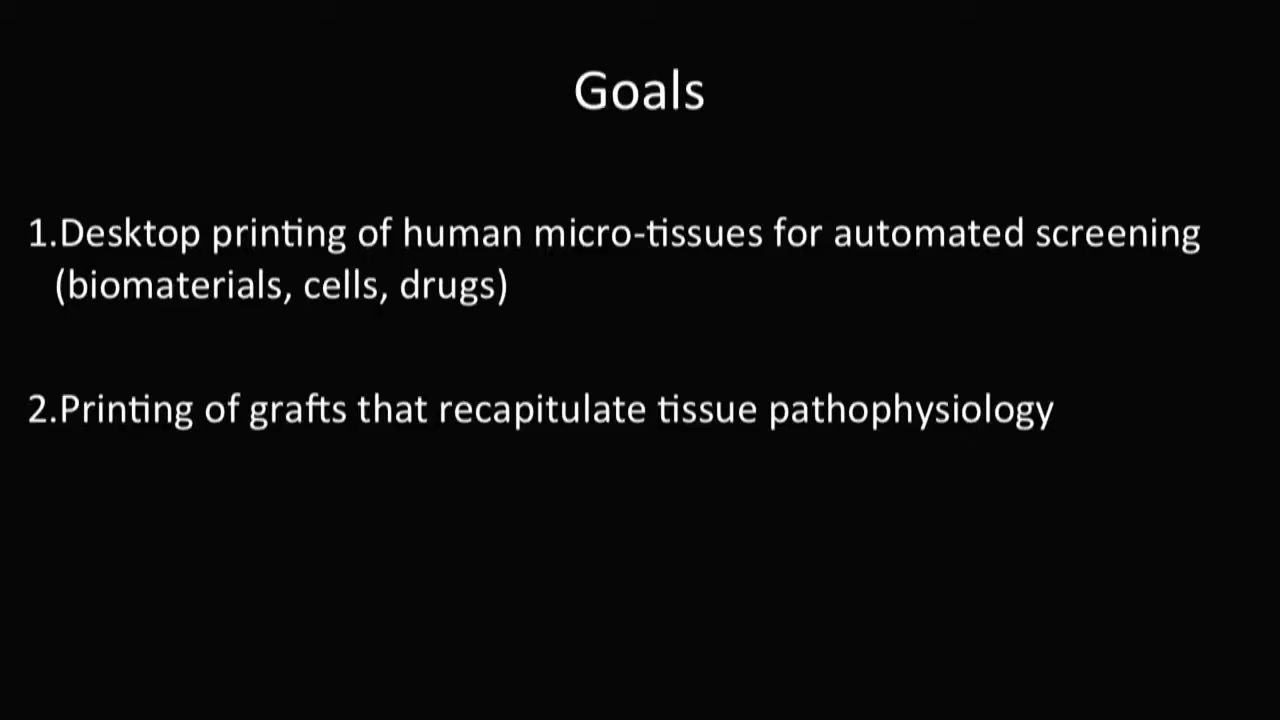 Goals
1.Desktop printing of human micro-tissues for automated screening
(biomaterials, cells, drugs)
2.Printing of grafts that recapitulate tissue pathophysiology